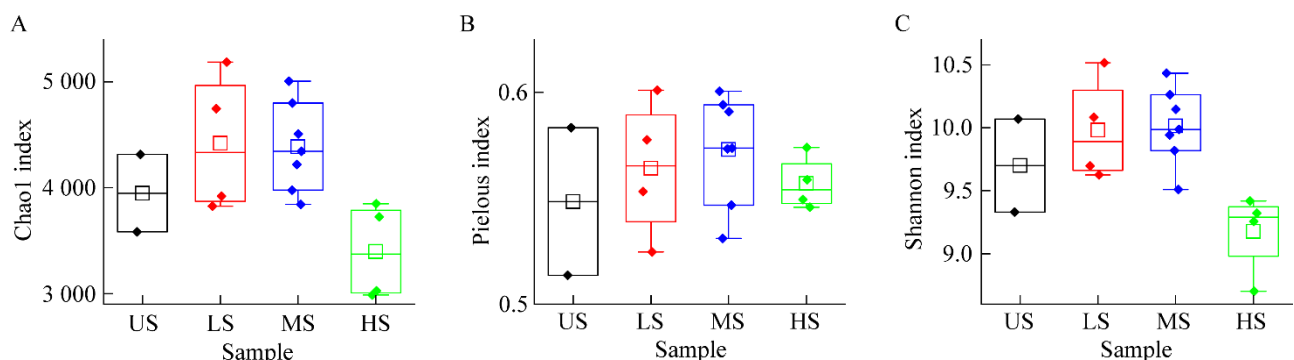 A
Chao1 index
5 000
4 000
3 000
US LS MS HS
Sample
B
Pielous index
0.6
0.5
US LS MS HS
Sample
C
Shannon index
10.5
10.0
9.5
9.0
US LS MS HS
Sample